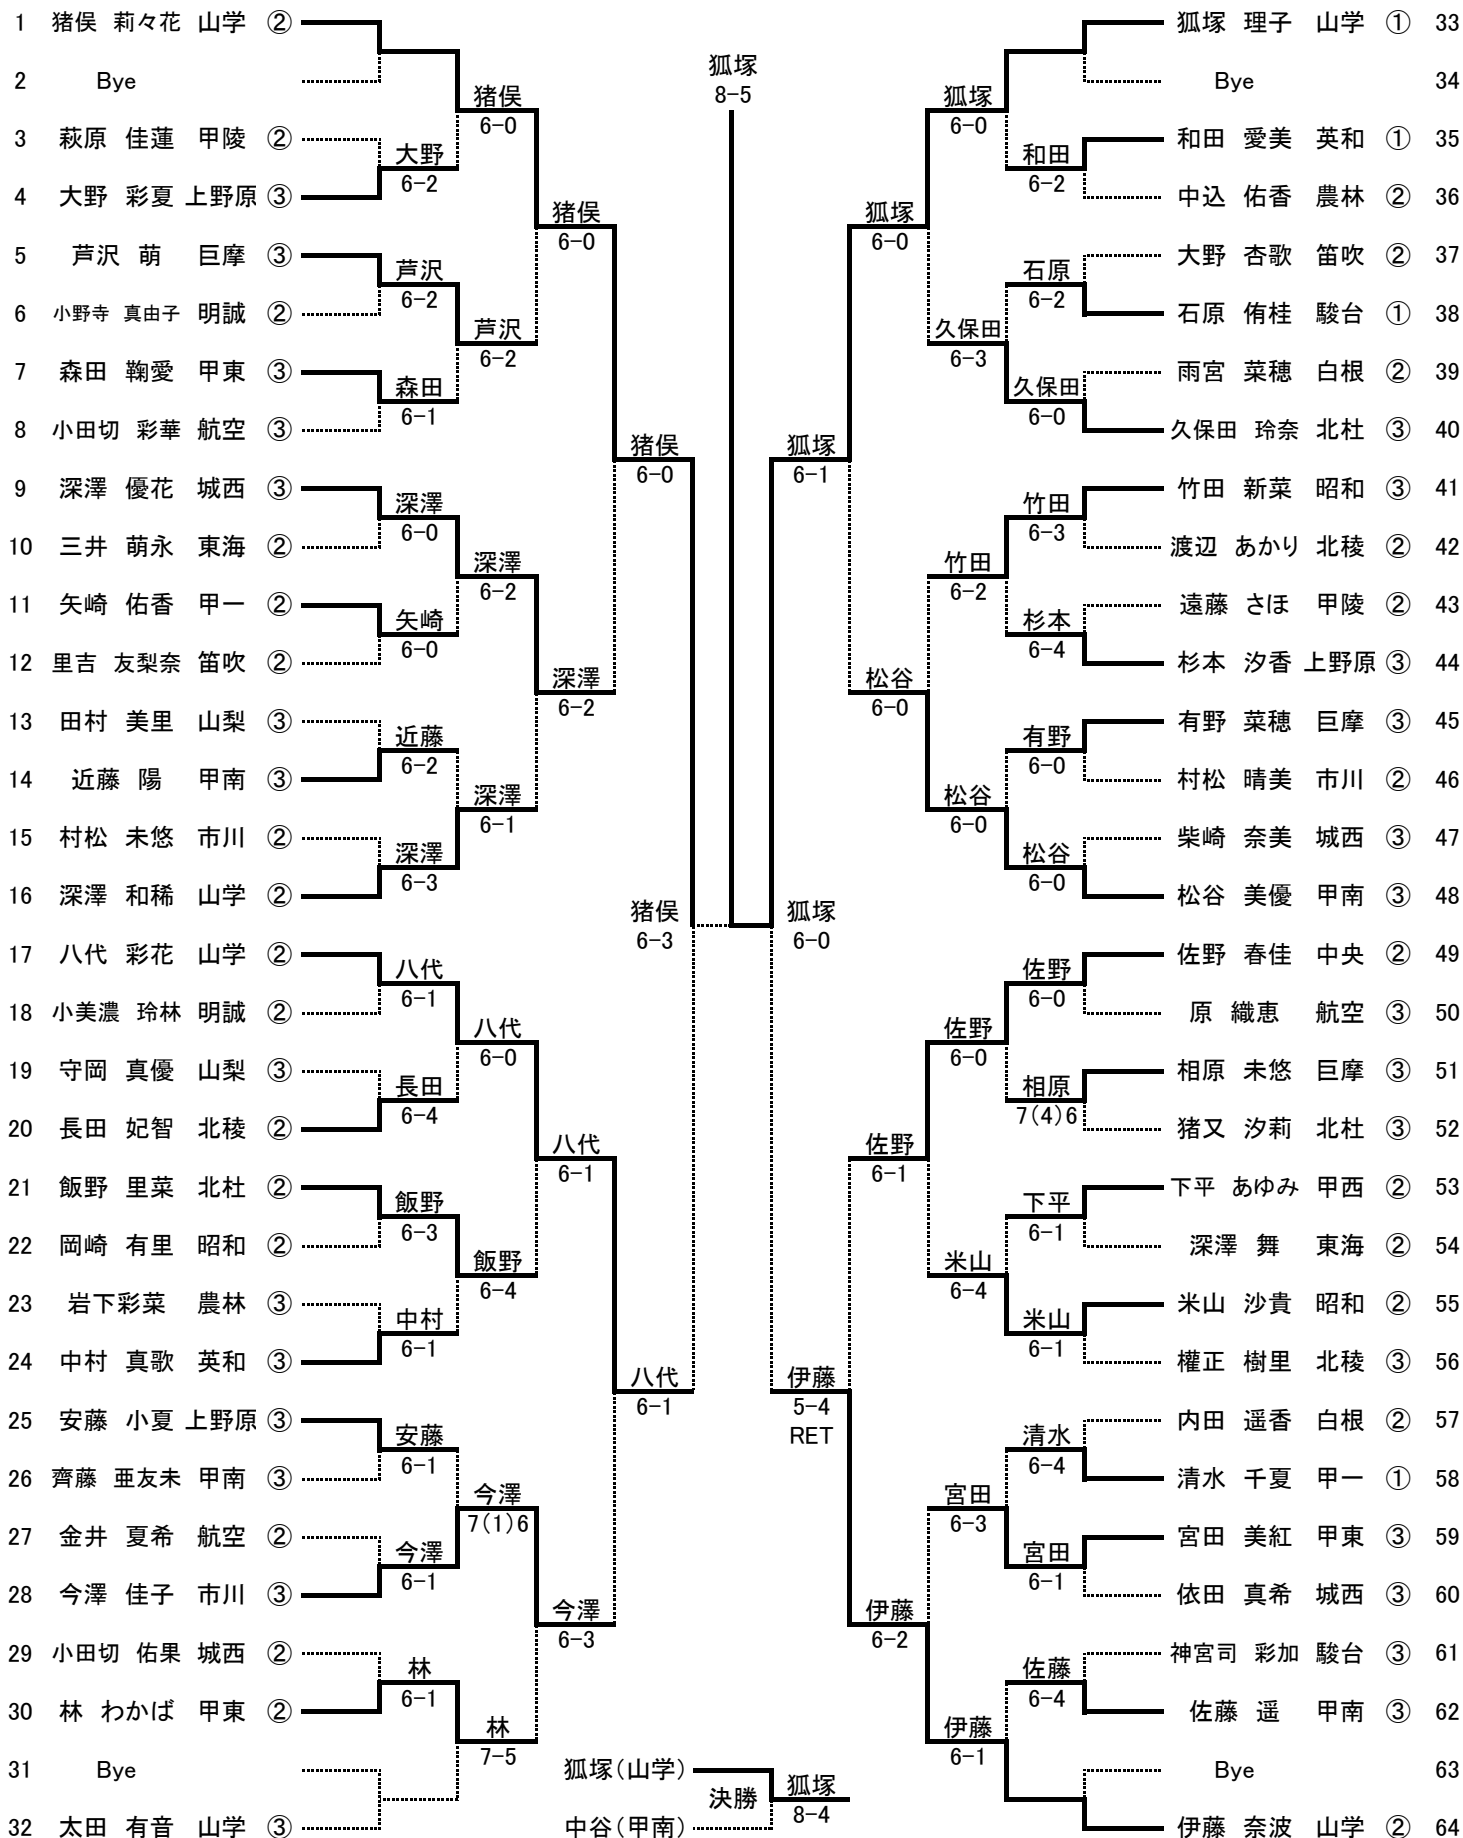 1 猪俣 莉々花 山学 ②
2 Bye
3 萩原 佳蓮 甲陵 ②
4 大野 彩夏 上野原 ③
5 芦沢 萌 巨摩 ③
6 小野寺 真由子 明誠 ②
7 森田 鞠愛 甲東 ③
8 小田切 彩華 航空 ③
9 深澤 優花 城西 ③
10 三井 萌永 東海 ②
11 矢崎 佑香 甲一 ②
12 里吉 友梨奈 笛吹 ②
13 田村 美里 山梨 ③
14 近藤 陽 甲南 ③
15 村松 未悠 市川 ②
16 深澤 和稀 山学 ②
17 八代 彩花 山学 ②
18 小美濃 玲林 明誠 ②
19 守岡 真優 山梨 ③
20 長田 妃智 北稜 ②
21 飯野 里菜 北杜 ②
22 岡崎 有里 昭和 ②
23 岩下彩菜 農林 ③
24 中村 真歌 英和 ③
25 安藤 小夏 上野原 ③
26 齊藤 亜友未 甲南 ③
27 金井 夏希 航空 ②
28 今澤 佳子 市川 ③
29 小田切 佑果 城西 ②
30 林 わかば 甲東 ②
31 Bye
32 太田 有音 山学 ③
大野
6-2
芦沢
6-2
森田
6-1
深澤
6-0
矢崎
6-0
近藤
6-2
深澤
6-3
八代
6-1
長田
6-4
飯野
6-3
中村
6-1
安藤
6-1
今澤
6-1
林
6-1
猪俣
6-0
芦沢
6-2
深澤
6-2
深澤
6-1
八代
6-0
飯野
6-4
今澤
7(1)6
林
7-5
猪俣
6-0
深澤
6-2
八代
6-1
今澤
6-3
猪俣
6-0
八代
6-1
猪俣
6-3
狐塚
8-5
狐塚
6-0
狐塚
6-1
伊藤
5-4
RET
狐塚
6-0
松谷
6-0
佐野
6-1
伊藤
6-2
狐塚
6-0
久保田
6-3
竹田
6-2
松谷
6-0
佐野
6-0
米山
6-4
宮田
6-3
伊藤
6-1
和田
6-2
石原
6-2
久保田
6-0
竹田
6-3
杉本
6-4
有野
6-0
松谷
6-0
佐野
6-0
相原
7(4)6
下平
6-1
米山
6-1
清水
6-4
宮田
6-1
佐藤
6-4
狐塚 理子 山学 ① 33
Bye 34
和田 愛美 英和 ① 35
中込 佑香 農林 ② 36
大野 杏歌 笛吹 ② 37
石原 侑桂 駿台 ① 38
雨宮 菜穂 白根 ② 39
久保田 玲奈 北杜 ③ 40
竹田 新菜 昭和 ③ 41
渡辺 あかり 北稜 ② 42
遠藤 さほ 甲陵 ② 43
杉本 汐香 上野原 ③ 44
有野 菜穂 巨摩 ③ 45
村松 晴美 市川 ② 46
柴崎 奈美 城西 ③ 47
松谷 美優 甲南 ③ 48
佐野 春佳 中央 ② 49
原 織恵 航空 ③ 50
相原 未悠 巨摩 ③ 51
猪又 汐莉 北杜 ③ 52
下平 あゆみ 甲西 ② 53
深澤 舞 東海 ② 54
米山 沙貴 昭和 ② 55
權正 樹里 北稜 ③ 56
内田 遥香 白根 ② 57
清水 千夏 甲一 ① 58
宮田 美紅 甲東 ③ 59
依田 真希 城西 ③ 60
神宮司 彩加 駿台 ③ 61
佐藤 遥 甲南 ③ 62
Bye 63
伊藤 奈波 山学 ② 64
狐塚(山学)
決勝
中谷(甲南)
狐塚
8-4